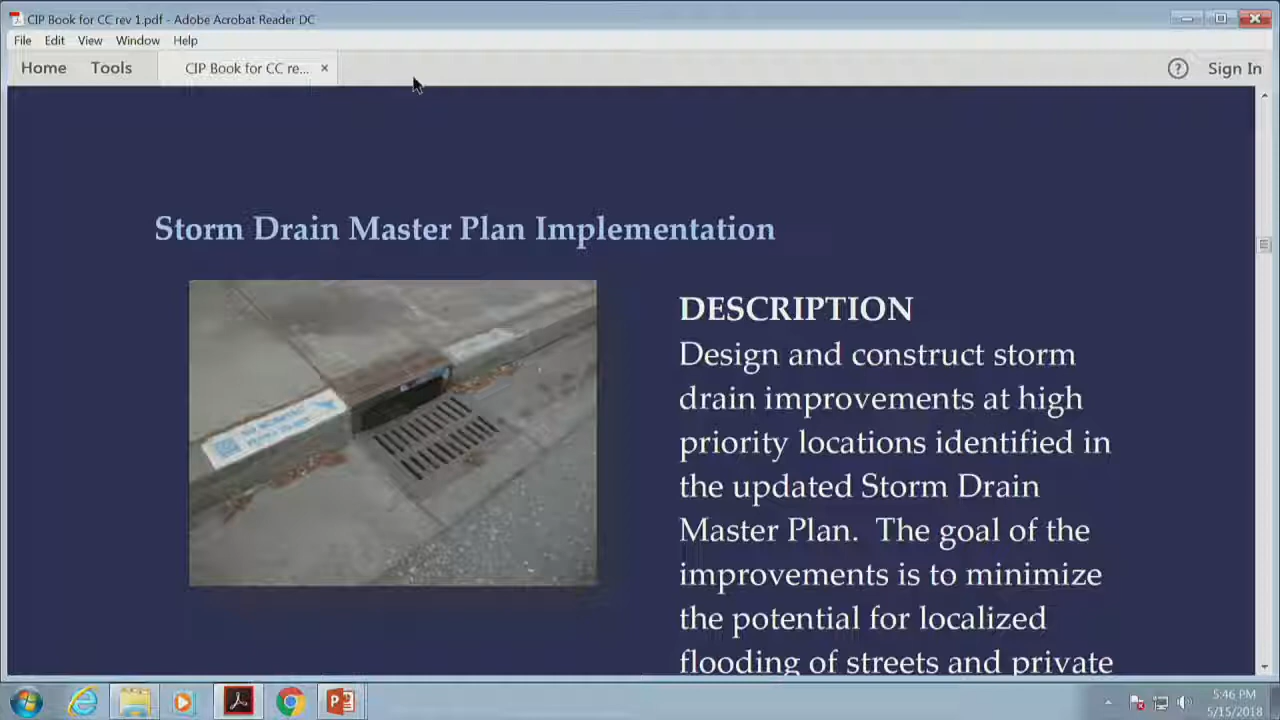 CIP Book for CC rev 1.pdf - Adobe Acrobat Reader DC
File Edit View Window Help
Home Tools CIP Book for CC re... × ? Sign In
Storm Drain Master Plan Implementation
DESCRIPTION
Design and construct storm
drain improvements at high
priority locations identified in
the updated Storm Drain
Master Plan. The goal of the
improvements is to minimize
the potential for localized
flooding of streets and private
5:46 PM
5/15/2018